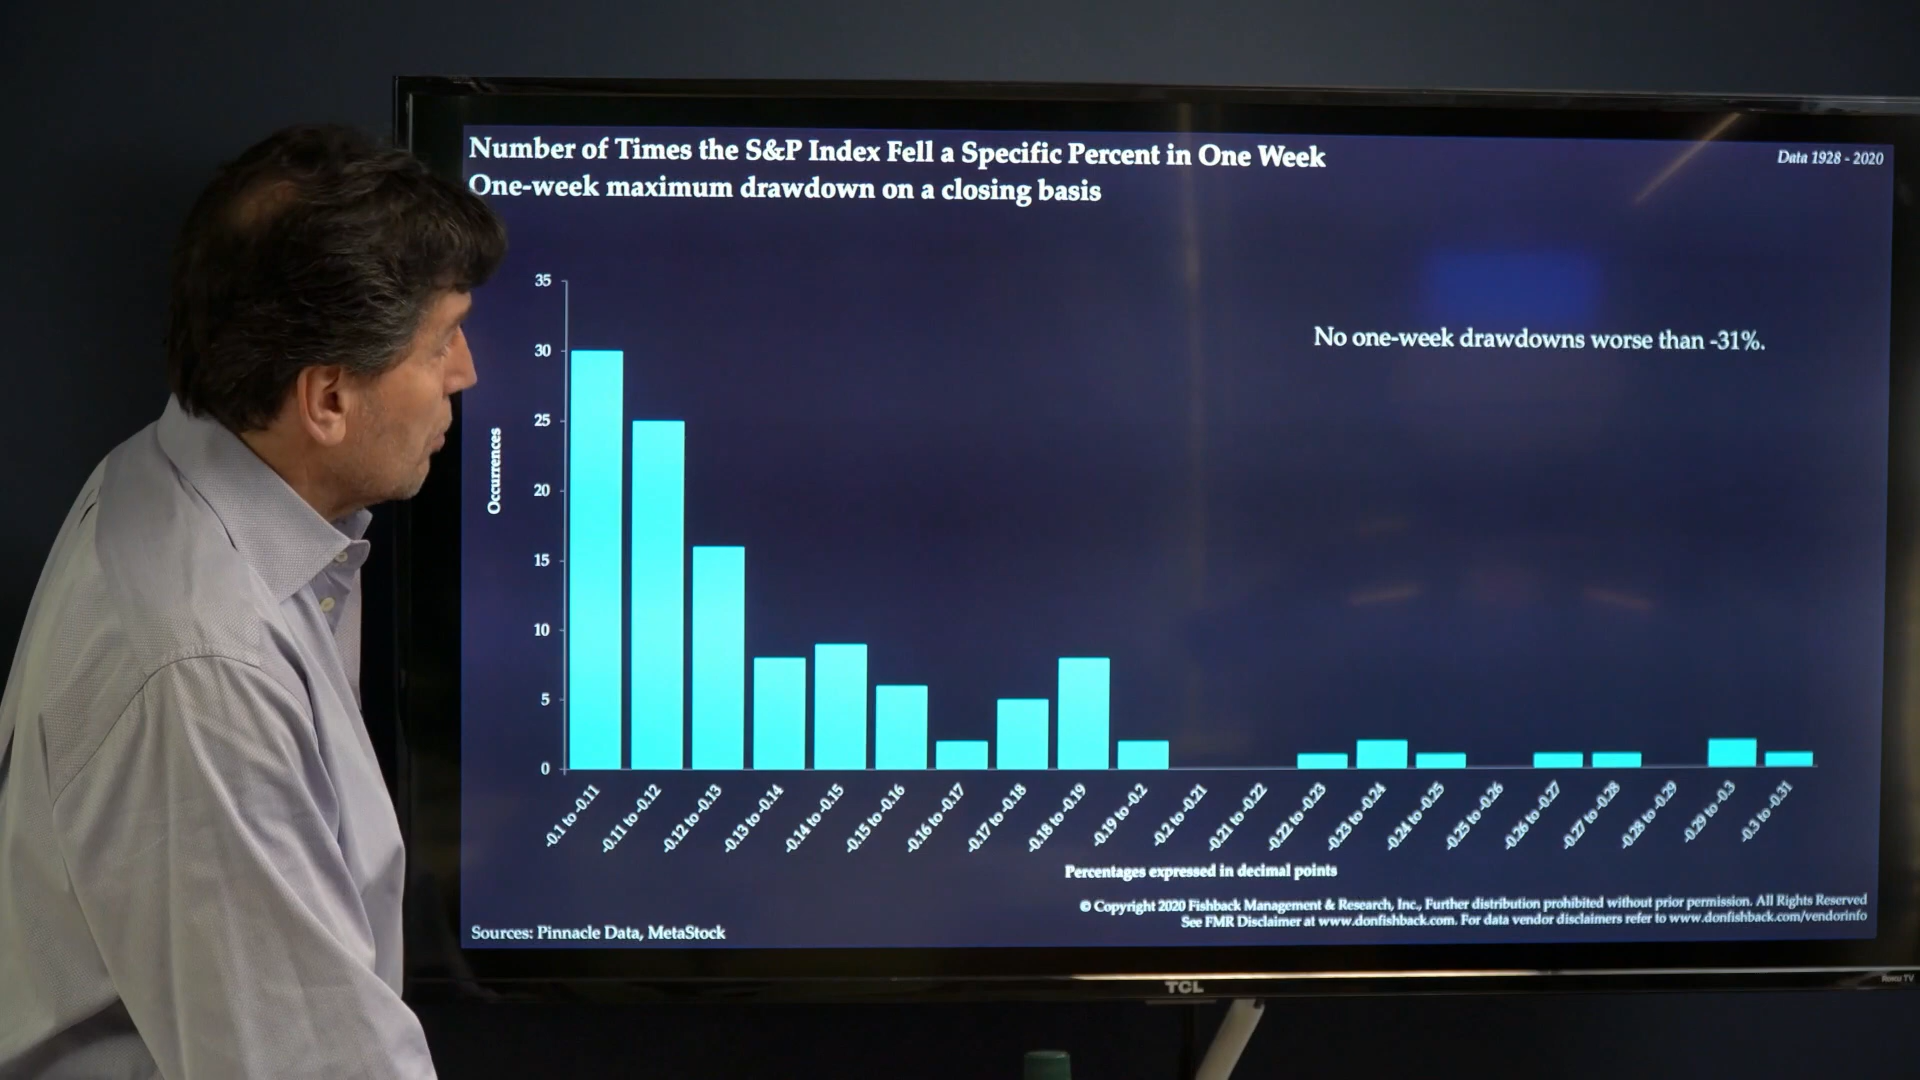 Number of Times the S&P Index Fell a Specific Percent in One Week
Data 1928 - 2020
One-week maximum drawdown on a closing basis
No one-week drawdowns worse than -31%.
35
30
25
20
15
10
5
0
Occurrences
-0.1 to -0.11
-0.11 to -0.12
-0.12 to -0.13
-0.13 to -0.14
-0.14 to -0.15
-0.15 to -0.16
-0.16 to -0.17
-0.17 to -0.18
-0.18 to -0.19
-0.19 to -0.2
-0.2 to -0.21
-0.21 to -0.22
-0.22 to -0.23
-0.23 to -0.24
-0.24 to -0.25
-0.25 to -0.26
-0.26 to -0.27
-0.27 to -0.28
-0.28 to -0.29
-0.29 to -0.3
-0.3 to -0.31
Percentages expressed in decimal points
© Copyright 2020 Fishback Management & Research, Inc., Further distribution prohibited without prior permission. All Rights Reserved
See FMR Disclaimer at www.donfishback.com. For data vendor disclaimers refer to www.donfishback.com/vendorinfo
Sources: Pinnacle Data, MetaStock
TCL
Roku TV